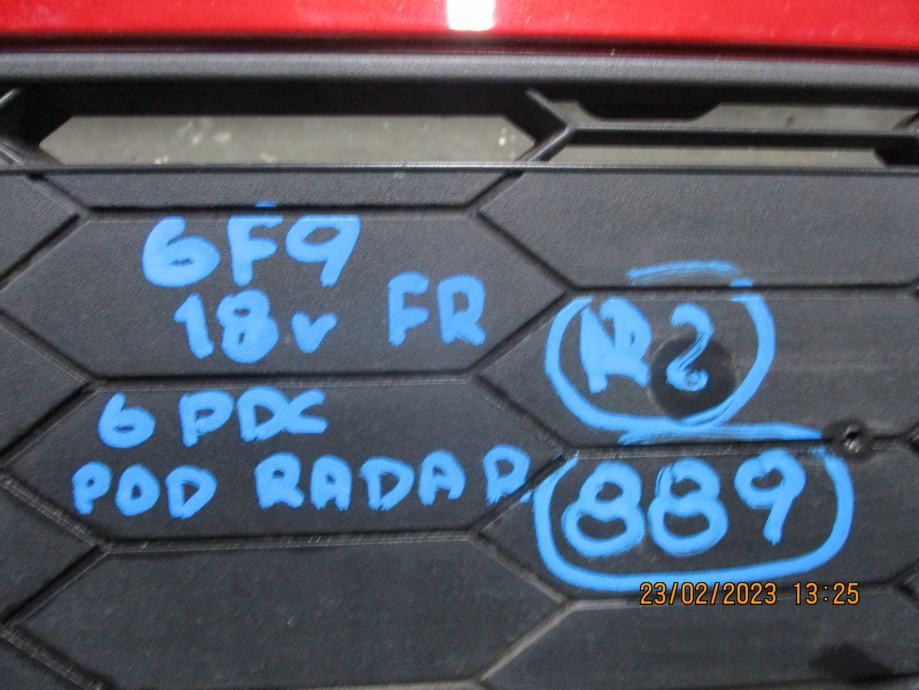 6F9
18v FR
R2
6 PDC
POD RADAR
889
23/02/2023 13:25